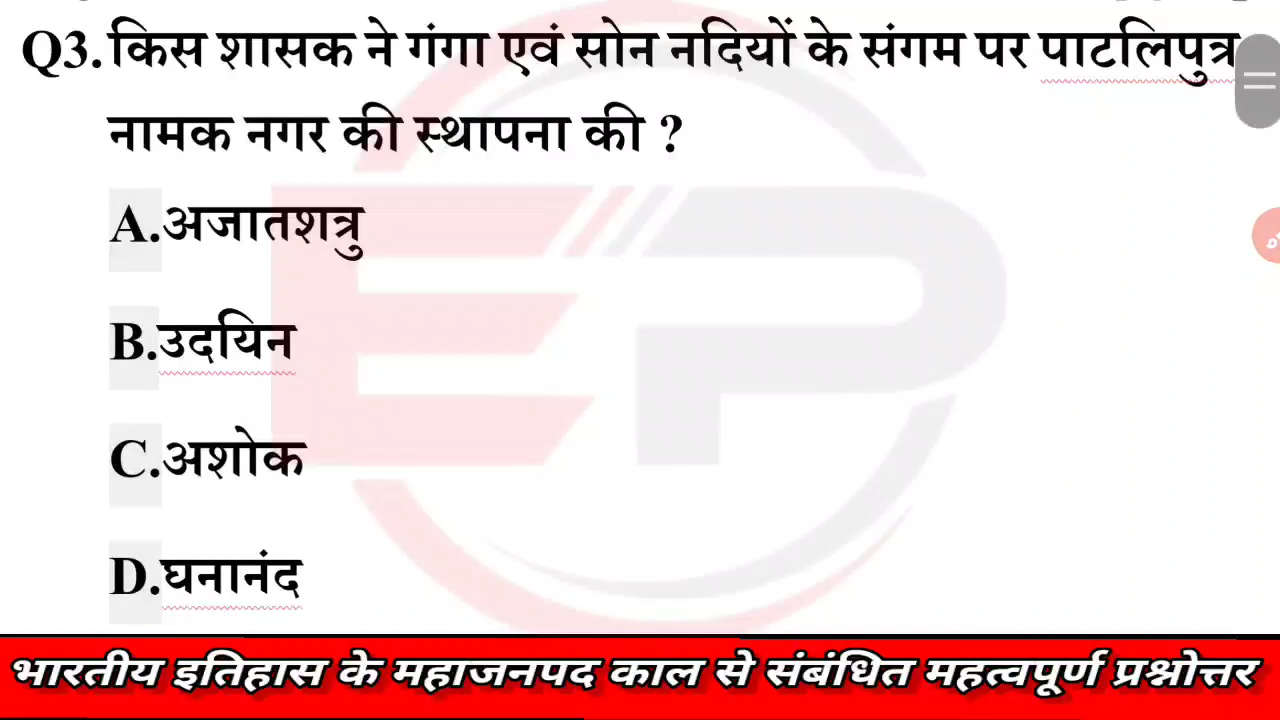 Q3. किस शासक ने गंगा एवं सोन नदियों के संगम पर पाटलिपुत्र
नामक नगर की स्थापना की ?
A.अजातशत्रु
B.उदयिन
C.अशोक
D.घनानंद
भारतीय इतिहास के महाजनपद काल से संबंधित महत्वपूर्ण प्रश्नोत्तर